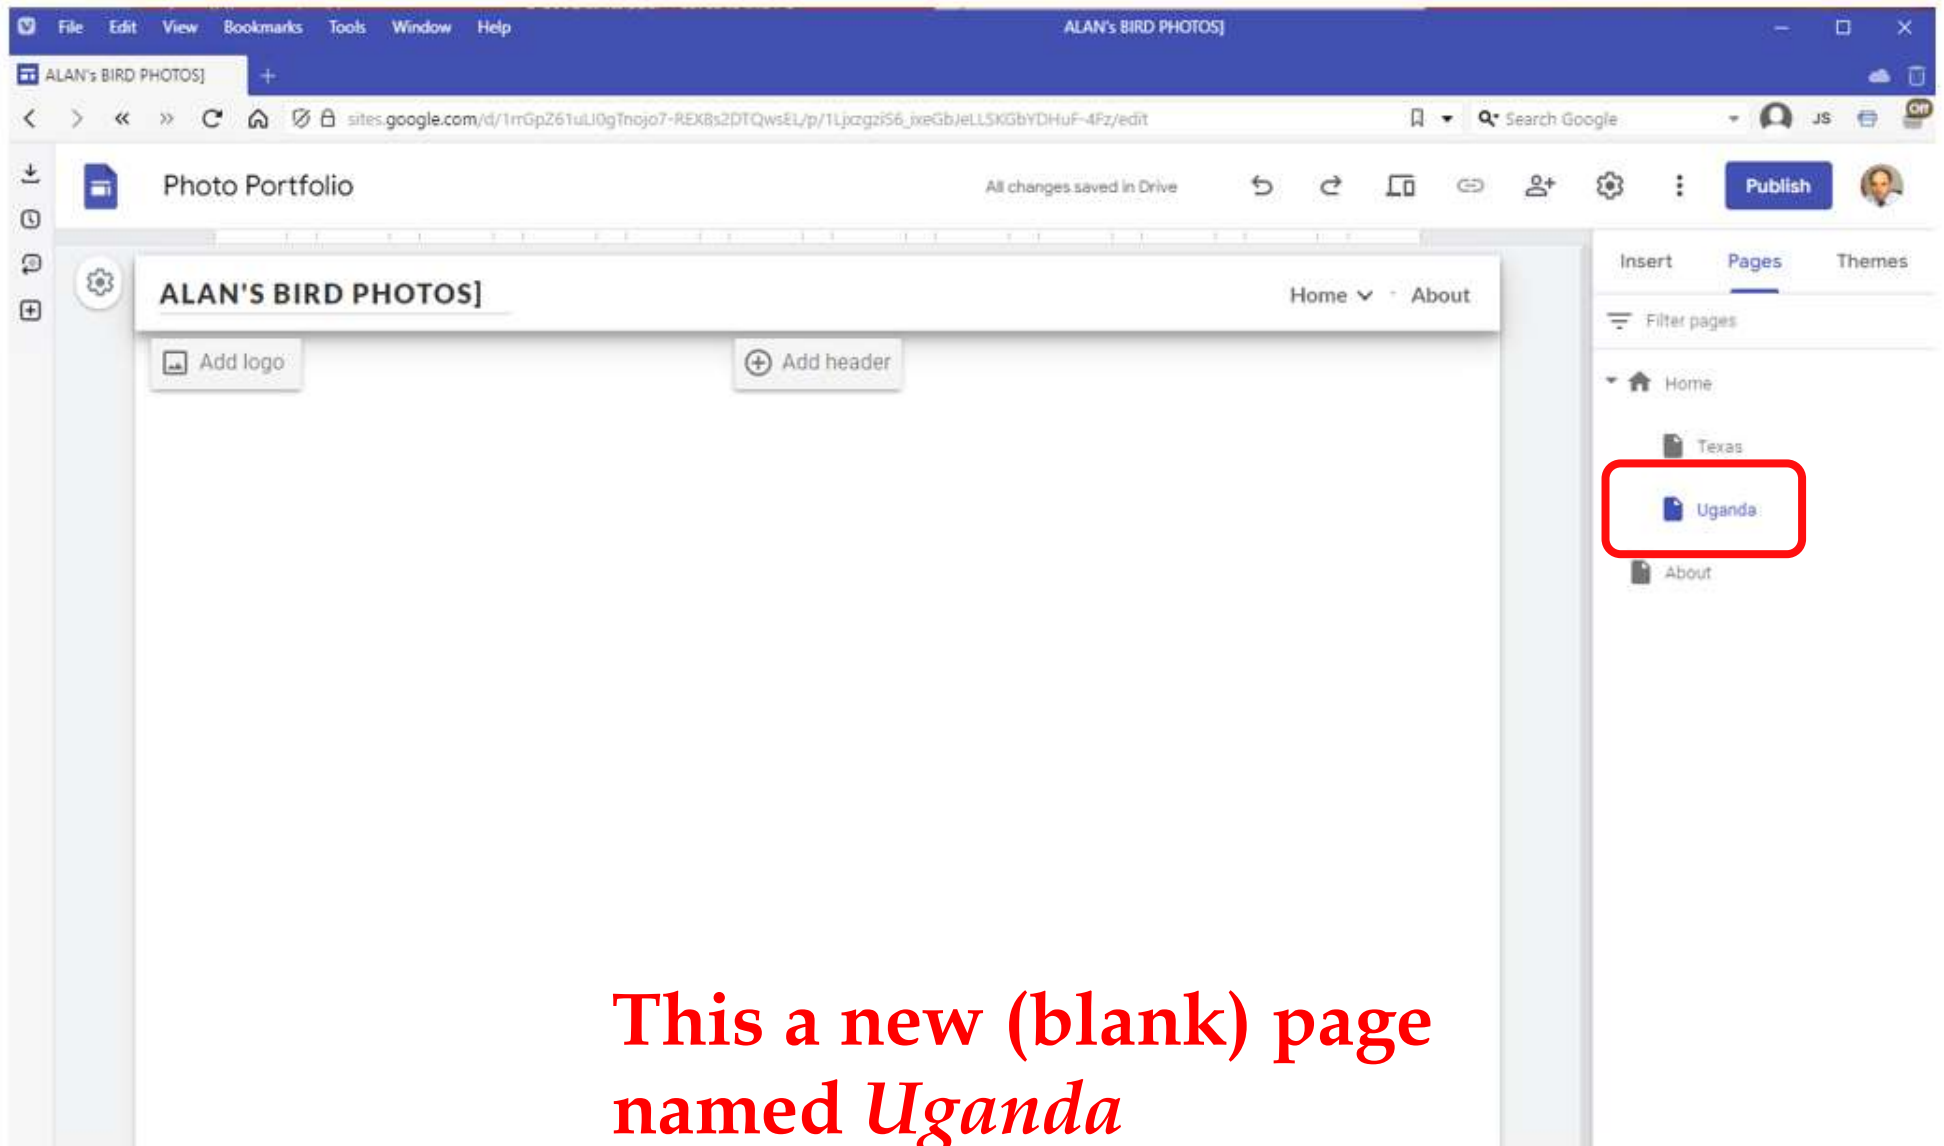 File Edit View Bookmarks Tools Window Help ALAN's BIRD PHOTOS]
ALAN's BIRD PHOTOS]
Search Google JS Off
Photo Portfolio All changes saved in Drive Publish
Insert Pages Themes
ALAN'S BIRD PHOTOS] Home About
Filter pages
Add logo Add header
Home
Texas
Uganda
About
This a new (blank) page
named Uganda